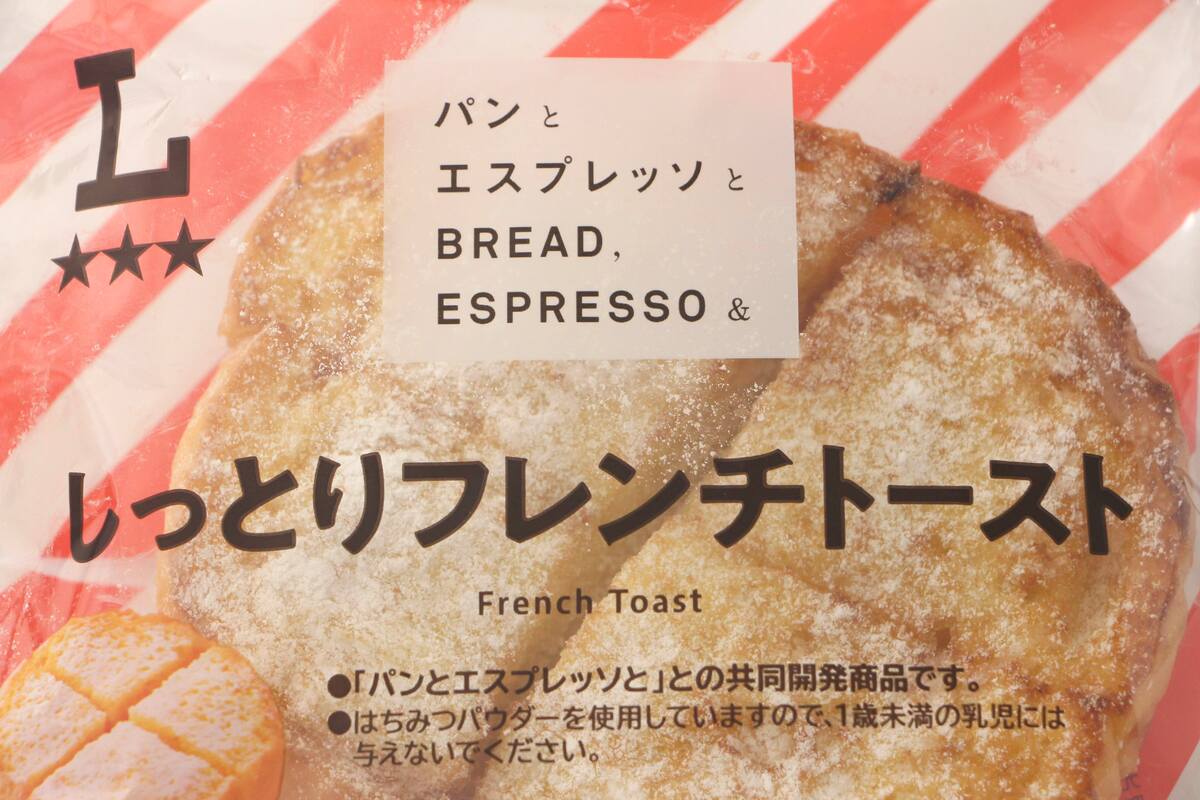 L
★★★
パンと
エスプレッソと
BREAD,
ESPRESSO &
しっとりフレンチトースト
French Toast
●「パンとエスプレッソと」との共同開発商品です。
●はちみつパウダーを使用していますので、1歳未満の乳児には
与えないでください。